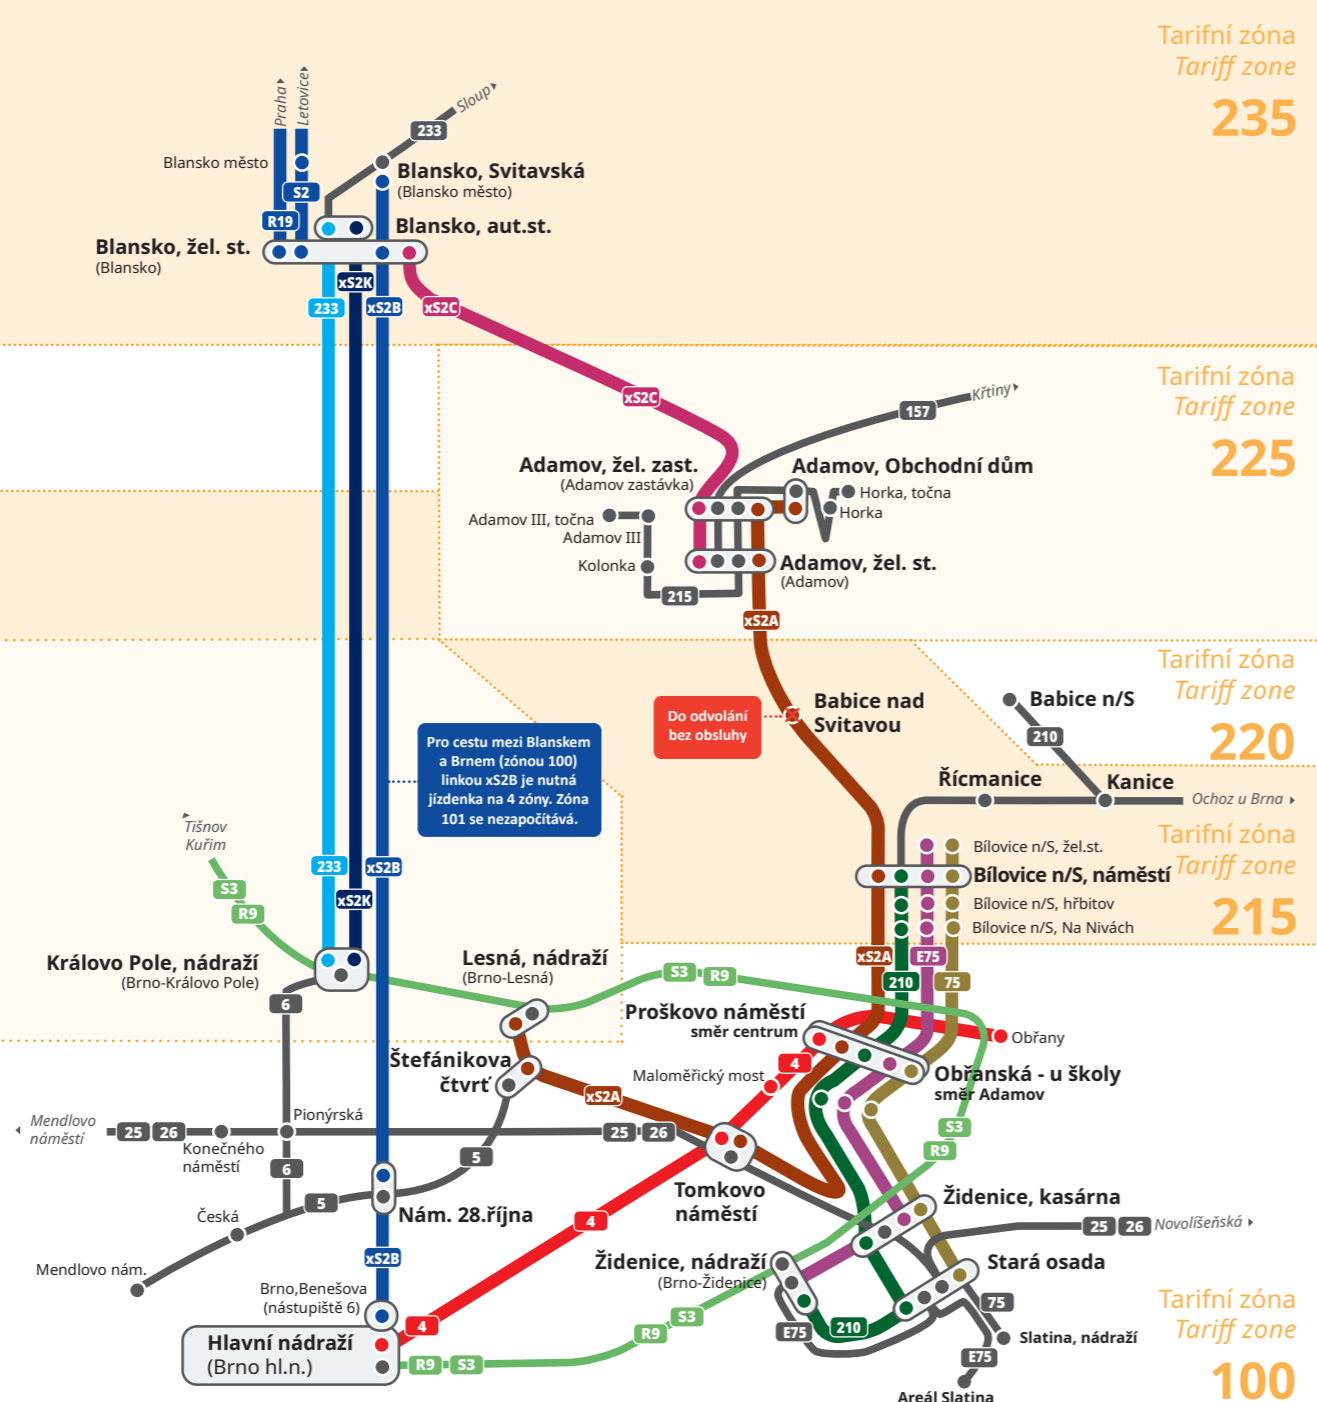 Tarifní zóna
Tariff zone
235
Praha
Letovice
Sloup
233
Blansko město
S2
R19
Blansko, Svitavská
(Blansko město)
Blansko, aut.st.
Blansko, žel. st.
(Blansko)
xS2K
233
xS2B
xS2C
Tarifní zóna
Tariff zone
225
xS2C
Křtiny
157
Adamov, žel. zast.
(Adamov zastávka)
Adamov, Obchodní dům
Horka, točna
Horka
Adamov III, točna
Adamov III
Kolonka
215
Adamov, žel. st.
(Adamov)
xS2A
Tarifní zóna
Tariff zone
220
Do odvolání
bez obsluhy
Babice nad
Svitavou
Babice n/S
210
Pro cestu mezi Blanskem
a Brnem (zónou 100)
linkou xS2B je nutná
jízdenka na 4 zóny. Zóna
101 se nezapočítává.
Řícmanice
Kanice
Ochoz u Brna
Tarifní zóna
Tariff zone
215
Tišnov
Kuřim
S3
R9
233
xS2B
xS2K
Bílovice n/S, žel.st.
Bílovice n/S, náměstí
Bílovice n/S, hřbitov
Bílovice n/S, Na Nivách
xS2A
E75
210
75
Královo Pole, nádraží
(Brno-Královo Pole)
Lesná, nádraží
(Brno-Lesná)
S3
R9
6
Proškovo náměstí
směr centrum
Obřany
Štefánikova
čtvrť
Maloměřický most
4
Obřanská - u školy
směr Adamov
xS2A
Mendlovo
náměstí
25
26
Konečného
náměstí
Pionýrská
25
26
S3
R9
6
5
5
Tomkovo
náměstí
Židenice, kasárna
Česká
Nám. 28.října
4
25
26
Novolíšeňská
Mendlovo nám.
xS2B
Židenice, nádraží
(Brno-Židenice)
Stará osada
Brno,Benešova
(nástupiště 6)
Hlavní nádraží
(Brno hl.n.)
4
R9
S3
R9
S3
E75
210
75
Slatina, nádraží
E75
Areál Slatina
Tarifní zóna
Tariff zone
100